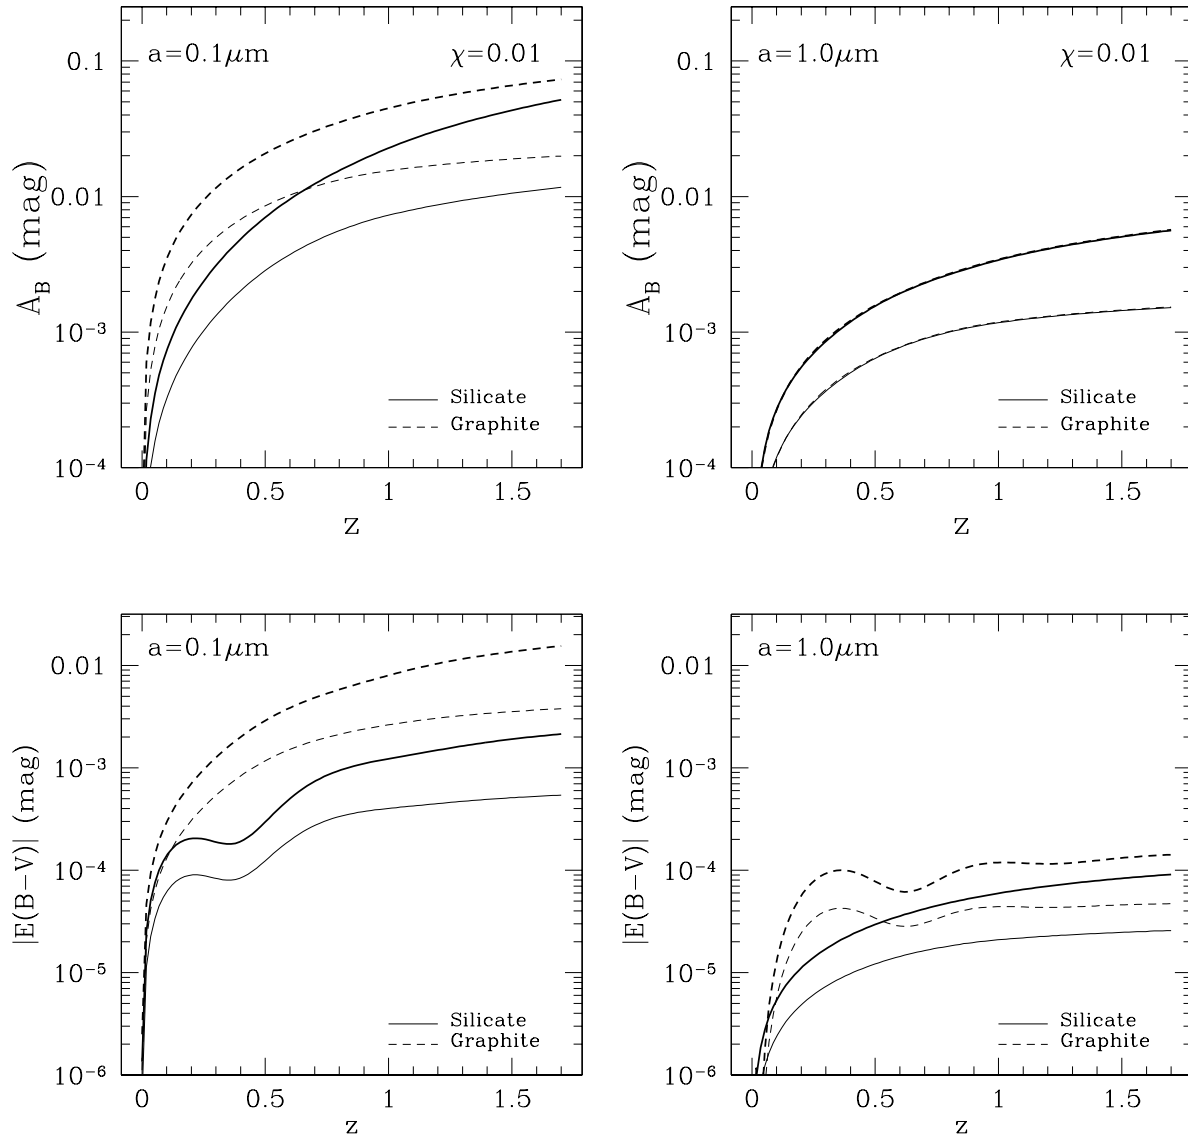 a=0.1μm χ=0.01
0.1
0.01
10⁻³
10⁻⁴
A_B (mag)
Silicate
Graphite
0 0.5 1 1.5
z
a=1.0μm χ=0.01
0.1
0.01
10⁻³
10⁻⁴
A_B (mag)
Silicate
Graphite
0 0.5 1 1.5
z
a=0.1μm
0.01
10⁻³
10⁻⁴
10⁻⁵
10⁻⁶
|E(B−V)| (mag)
Silicate
Graphite
0 0.5 1 1.5
z
a=1.0μm
0.01
10⁻³
10⁻⁴
10⁻⁵
10⁻⁶
|E(B−V)| (mag)
Silicate
Graphite
0 0.5 1 1.5
z